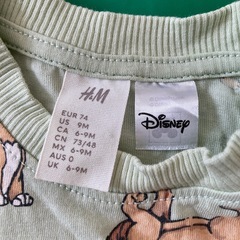 H&M
Disney
EUR 74
US 9M
CA 6-9M
CN 73/48
MX 6-9M
AUS 0
UK 6-9M